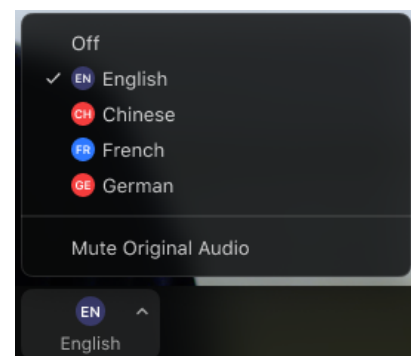 Off
EN English
CH Chinese
FR French
GE German
Mute Original Audio
EN
English